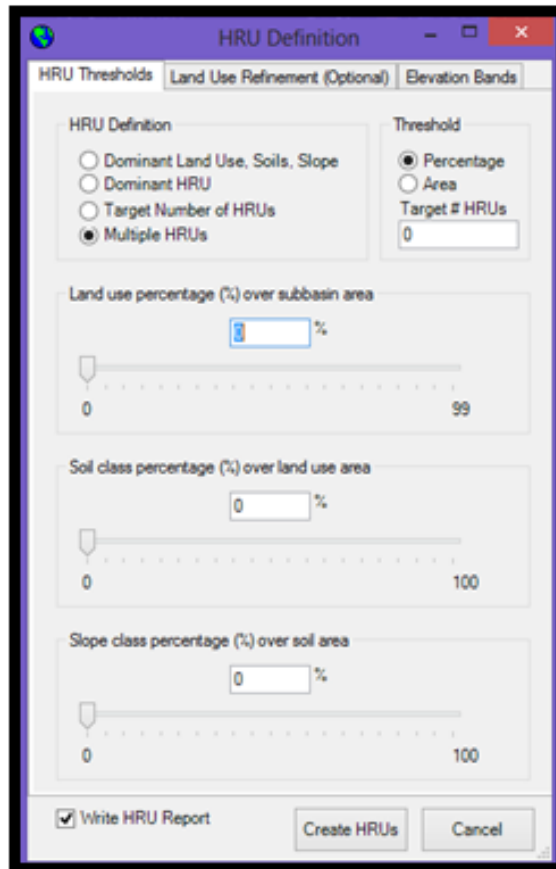 HRU Definition
HRU Thresholds Land Use Refinement (Optional) Elevation Bands
HRU Definition
Dominant Land Use, Soils, Slope
Dominant HRU
Target Number of HRUs
Multiple HRUs
Threshold
Percentage
Area
Target # HRUs
0
Land use percentage (%) over subbasin area
0 %
0 99
Soil class percentage (%) over land use area
0 %
0 100
Slope class percentage (%) over soil area
0 %
0 100
Write HRU Report
Create HRUs
Cancel